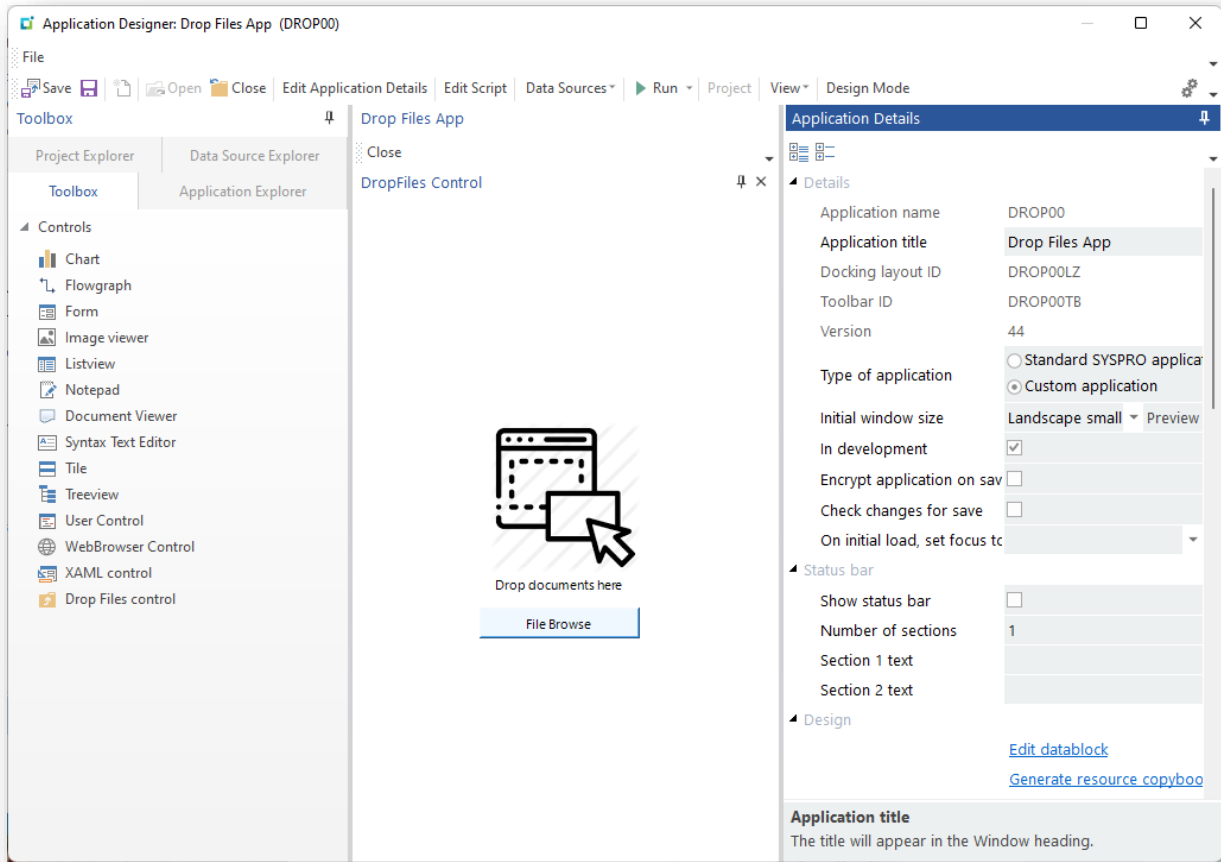 Application Designer: Drop Files App (DROP00)
File
Save Open Close Edit Application Details Edit Script Data Sources Run Project View Design Mode
Toolbox
Project Explorer Data Source Explorer
Toolbox Application Explorer
Controls
Chart
Flowgraph
Form
Image viewer
Listview
Notepad
Document Viewer
Syntax Text Editor
Tile
Treeview
User Control
WebBrowser Control
XAML control
Drop Files control
Drop Files App
Close
DropFiles Control
Drop documents here
File Browse
Application Details
Details
Application name DROP00
Application title Drop Files App
Docking layout ID DROP00LZ
Toolbar ID DROP00TB
Version 44
Type of application
Standard SYSPRO applicat
Custom application
Initial window size Landscape small Preview
In development
Encrypt application on sav
Check changes for save
On initial load, set focus to
Status bar
Show status bar
Number of sections 1
Section 1 text
Section 2 text
Design
Edit datablock
Generate resource copyboo
Application title
The title will appear in the Window heading.